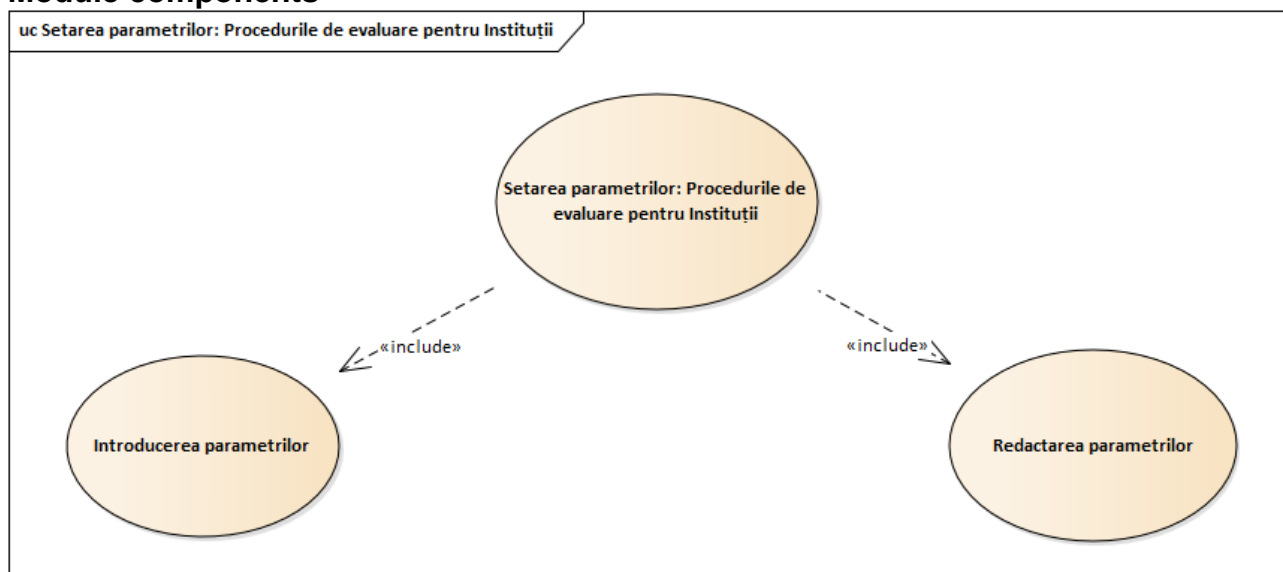 Module components
uc Setarea parametrilor: Procedurile de evaluare pentru Instituții
Setarea parametrilor: Procedurile de
evaluare pentru Instituții
«include»
«include»
Introducerea parametrilor
Redactarea parametrilor